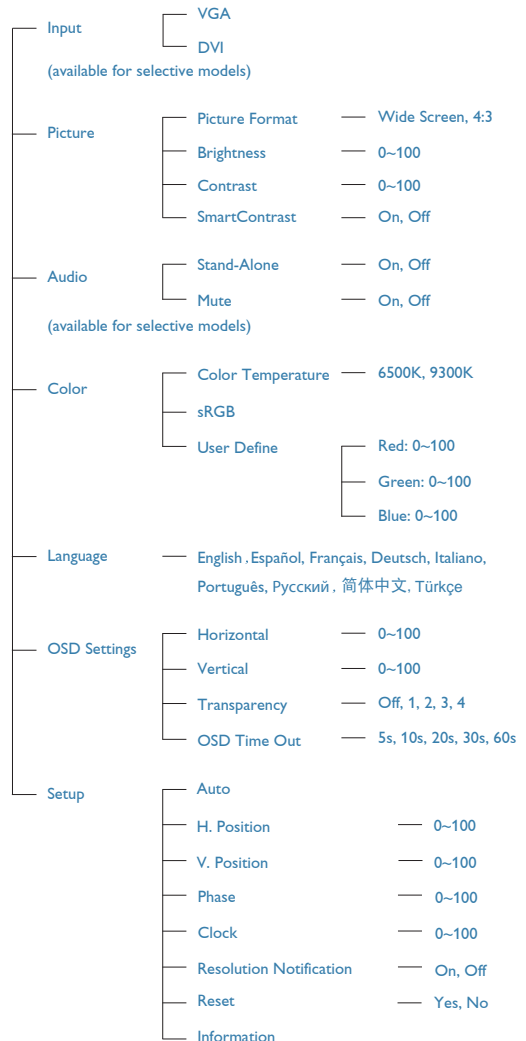 Input
VGA
DVI
(available for selective models)
Picture
Picture Format
Wide Screen, 4:3
Brightness
0~100
Contrast
0~100
SmartContrast
On, Off
Audio
Stand-Alone
On, Off
Mute
On, Off
(available for selective models)
Color
Color Temperature
6500K, 9300K
sRGB
User Define
Red: 0~100
Green: 0~100
Blue: 0~100
Language
English, Español, Français, Deutsch, Italiano,
Português, Русский, 简体中文, Türkçe
OSD Settings
Horizontal
0~100
Vertical
0~100
Transparency
Off, 1, 2, 3, 4
OSD Time Out
5s, 10s, 20s, 30s, 60s
Setup
Auto
H. Position
0~100
V. Position
0~100
Phase
0~100
Clock
0~100
Resolution Notification
On, Off
Reset
Yes, No
Information